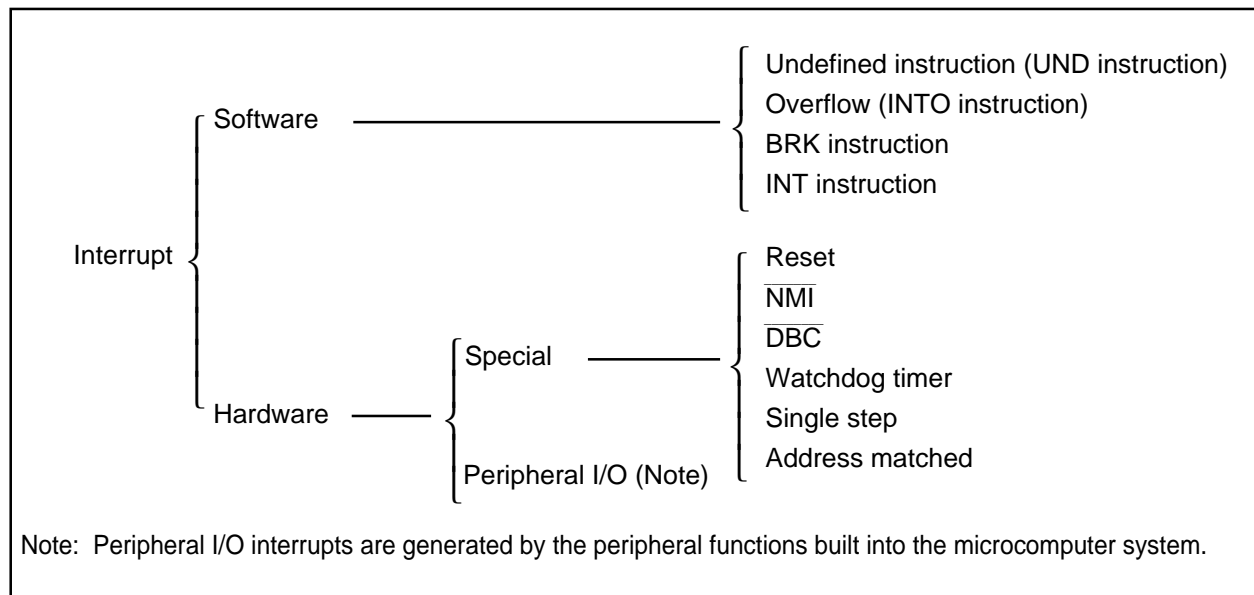 Interrupt
Software
Undefined instruction (UND instruction)
Overflow (INTO instruction)
BRK instruction
INT instruction
Hardware
Special
Reset
N̅M̅I̅
D̅B̅C̅
Watchdog timer
Single step
Address matched
Peripheral I/O (Note)
Note: Peripheral I/O interrupts are generated by the peripheral functions built into the microcomputer system.